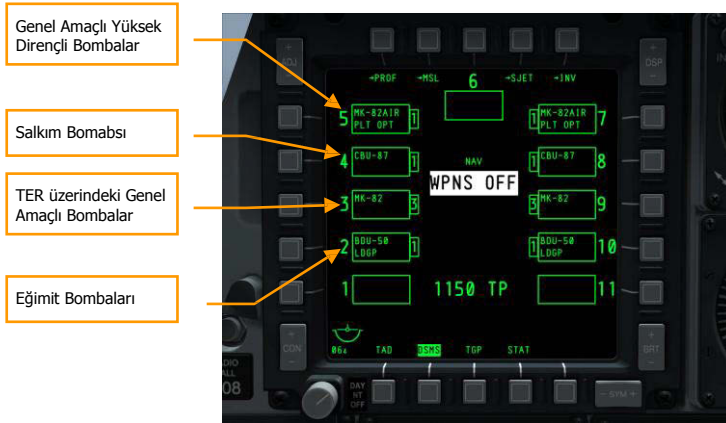 Genel Amaçlı Yüksek
Dirençli Bombalar
Salkım Bomabsı
TER üzerindeki Genel
Amaçlı Bombalar
Eğimit Bombaları
+
ADJ
-
+
DSP
-
→PROF →MSL 6 →SJET →INV
5 MK-82AIR 1 1 MK-82AIR 7
PLT OPT PLT OPT
4 CBU-87 1 NAV 1 CBU-87 8
WPNS OFF
3 MK-82 3 3 MK-82 9
2 BDU-50 1 1 BDU-50 10
LDGP LDGP
1 1150 TP 11
TAD DSMS TGP STAT
+
CON
-
+
BRT
-
DAY
NT
OFF
- SYM +
08